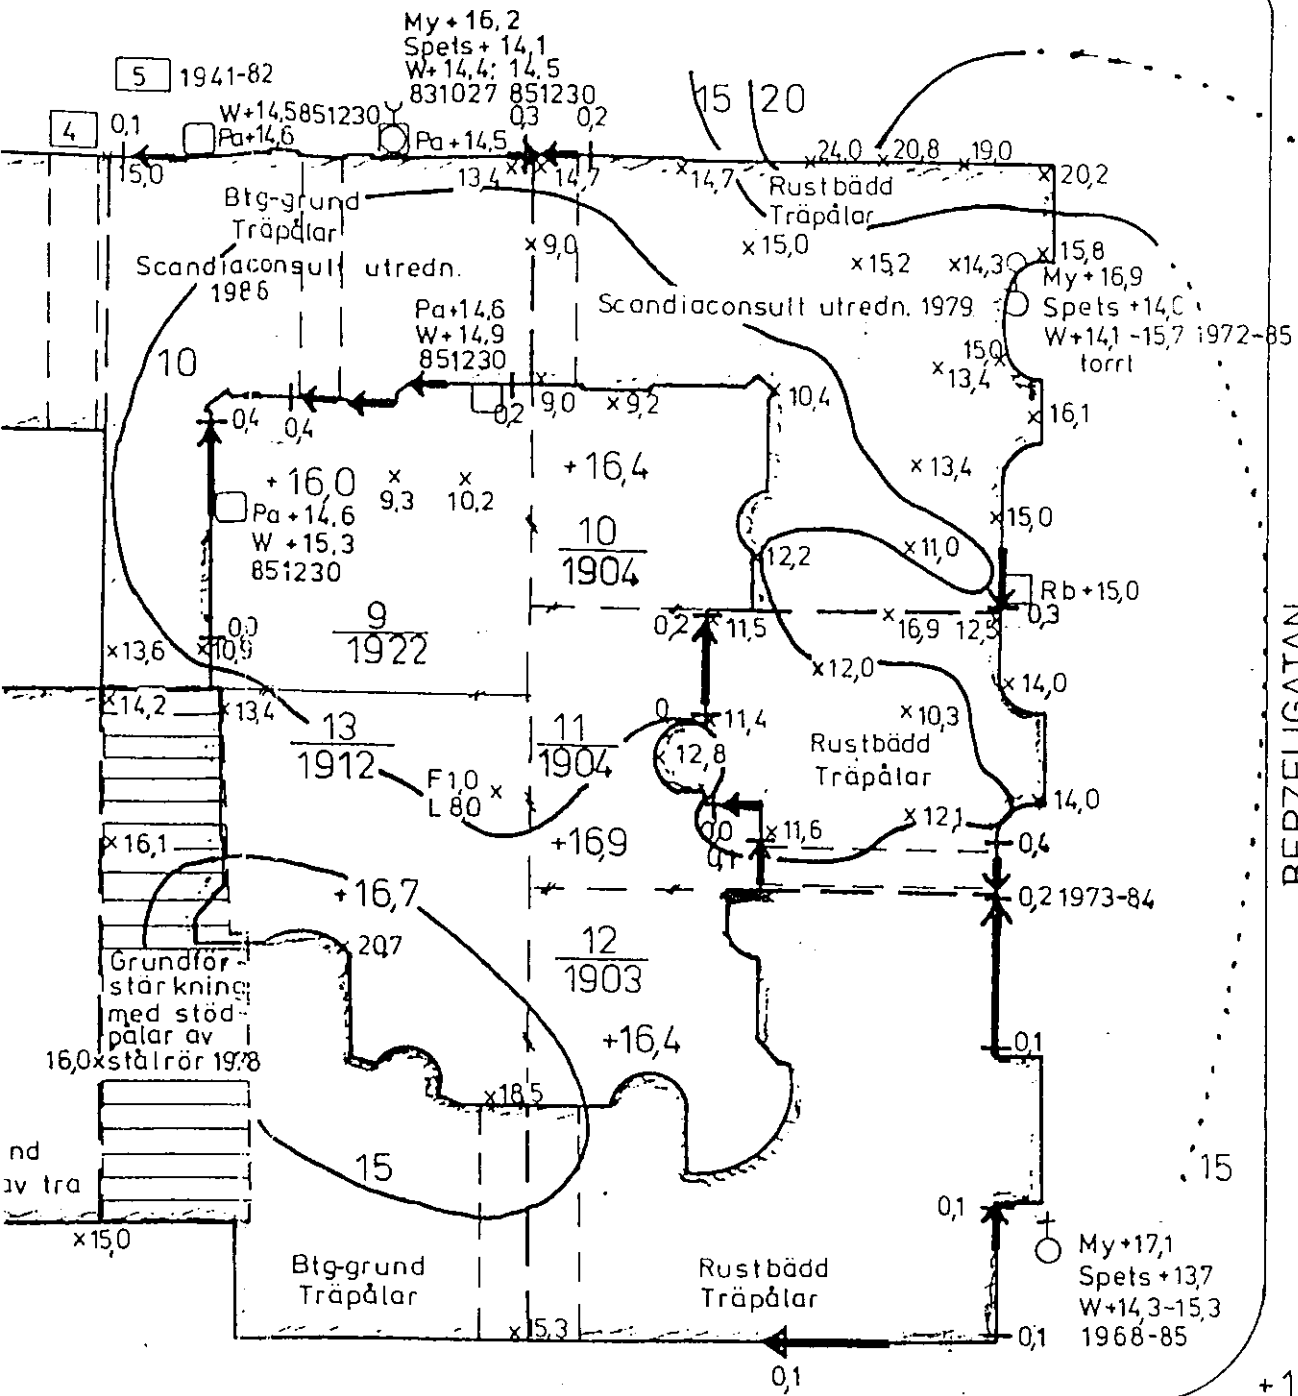 My + 16,2
Spets + 14,1
W+ 14,4; 14,5
831027 851230
5 1941-82
W+14,5 851230
Pa+14,6
4
0,1
Pa+14,5
0,3
0,2
15 20
15,0
13,4
14,7
14,7
24,0
20,8
19,0
20,2
Btg-grund
Träpålar
Rustbädd
Träpålar
9,0
15,0
15,2
14,3
15,8
Scandiaconsult utredn.
1986
My+16,9
Spets +14,0
W+14,1 -15,7 1972-85
torrt
Scandiaconsult utredn. 1979
Pa+14,6
W+14,9
851230
10
15,0
13,4
0,4
0,4
0,2
9,0
9,2
10,4
16,1
+16,0
9,3
10,2
+16,4
13,4
Pa+14,6
W +15,3
851230
15,0
10
1904
12,2
11,0
Rb+15,0
0,3
9
1922
0,0
10,9
13,6
0,2
11,5
16,9
12,5
12,0
14,0
14,2
13,4
13
1912
11
1904
0
11,4
10,3
12,8
Rustbädd
Träpålar
F1,0
L 80
14,0
16,1
+16,9
0,0
0,1
11,6
12,1
0,4
+16,7
0,2 1973-84
20,7
12
1903
Grundför-
stärkning
med stöd-
pålar av
stålrör 1978
16,0
+16,4
0,1
18,5
nd
av tra
15
15
0,1
15,0
My+17,1
Spets+13,7
W+14,3-15,3
1968-85
Btg-grund
Träpålar
Rustbädd
Träpålar
15,3
0,1
0,1
+1
BERZELIIGATAN